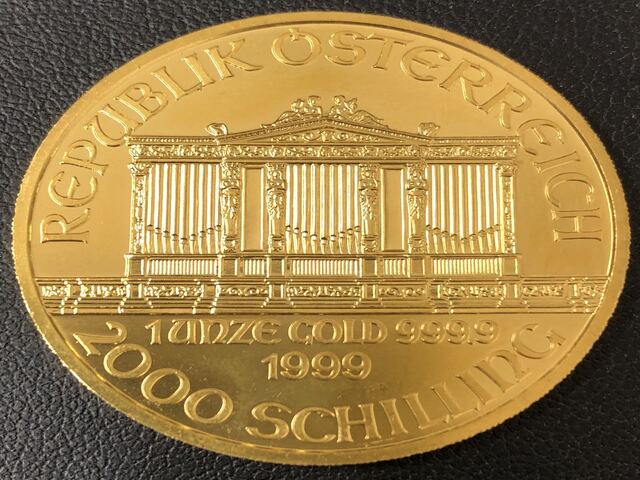 REPUBLIK ÖSTERREICH
1 UNZE GOLD 999,9
1999
2000 SCHILLING